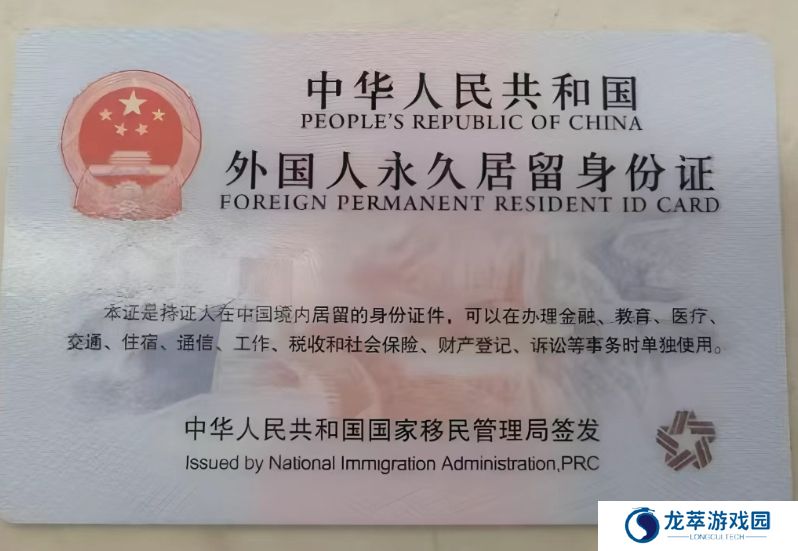 中华人民共和国
PEOPLE'S REPUBLIC OF CHINA
外国人永久居留身份证
FOREIGN PERMANENT RESIDENT ID CARD
本证是持证人在中国境内居留的身份证件，可以在办理金融、教育、医疗、
交通、住宿、通信、工作、税收和社会保险、财产登记、诉讼等事务时单独使用。
中华人民共和国国家移民管理局签发
Issued by National Immigration Administration,PRC
龙萃游戏园
LONGCUI TECH